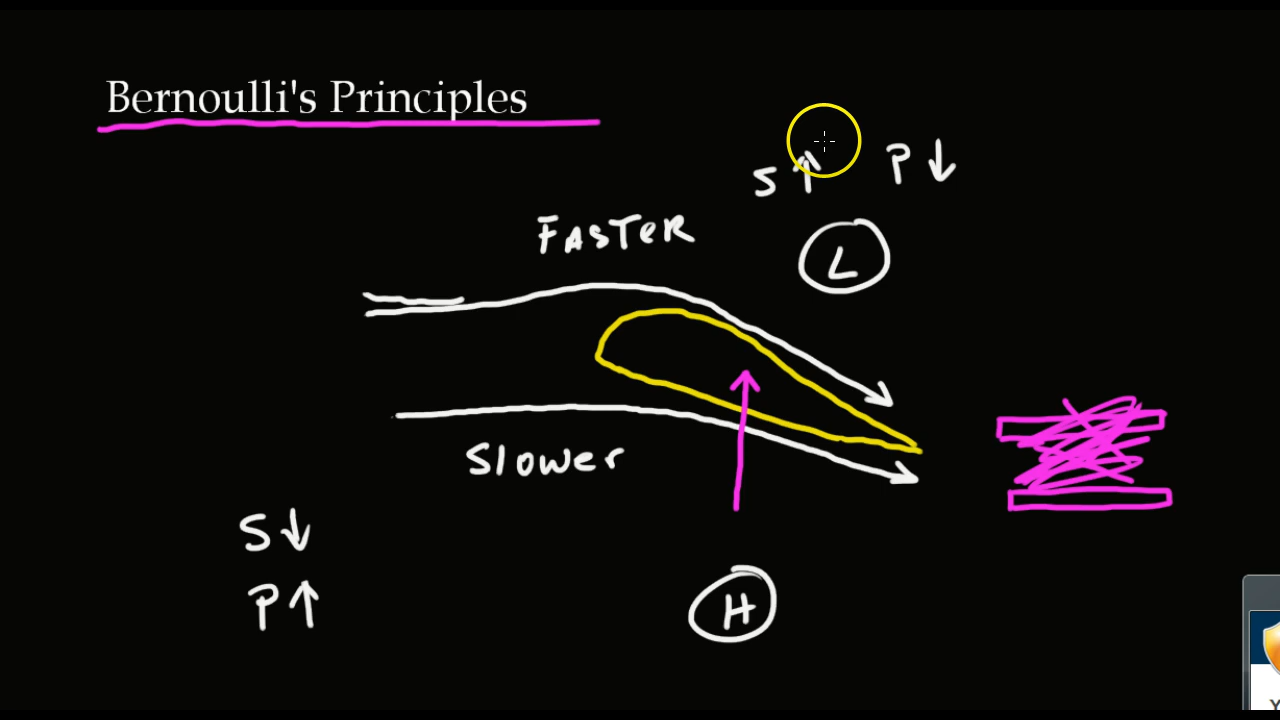 Bernoulli's Principles
S↑ P↓
FASTER
L
Slower
S↓
P↑
H